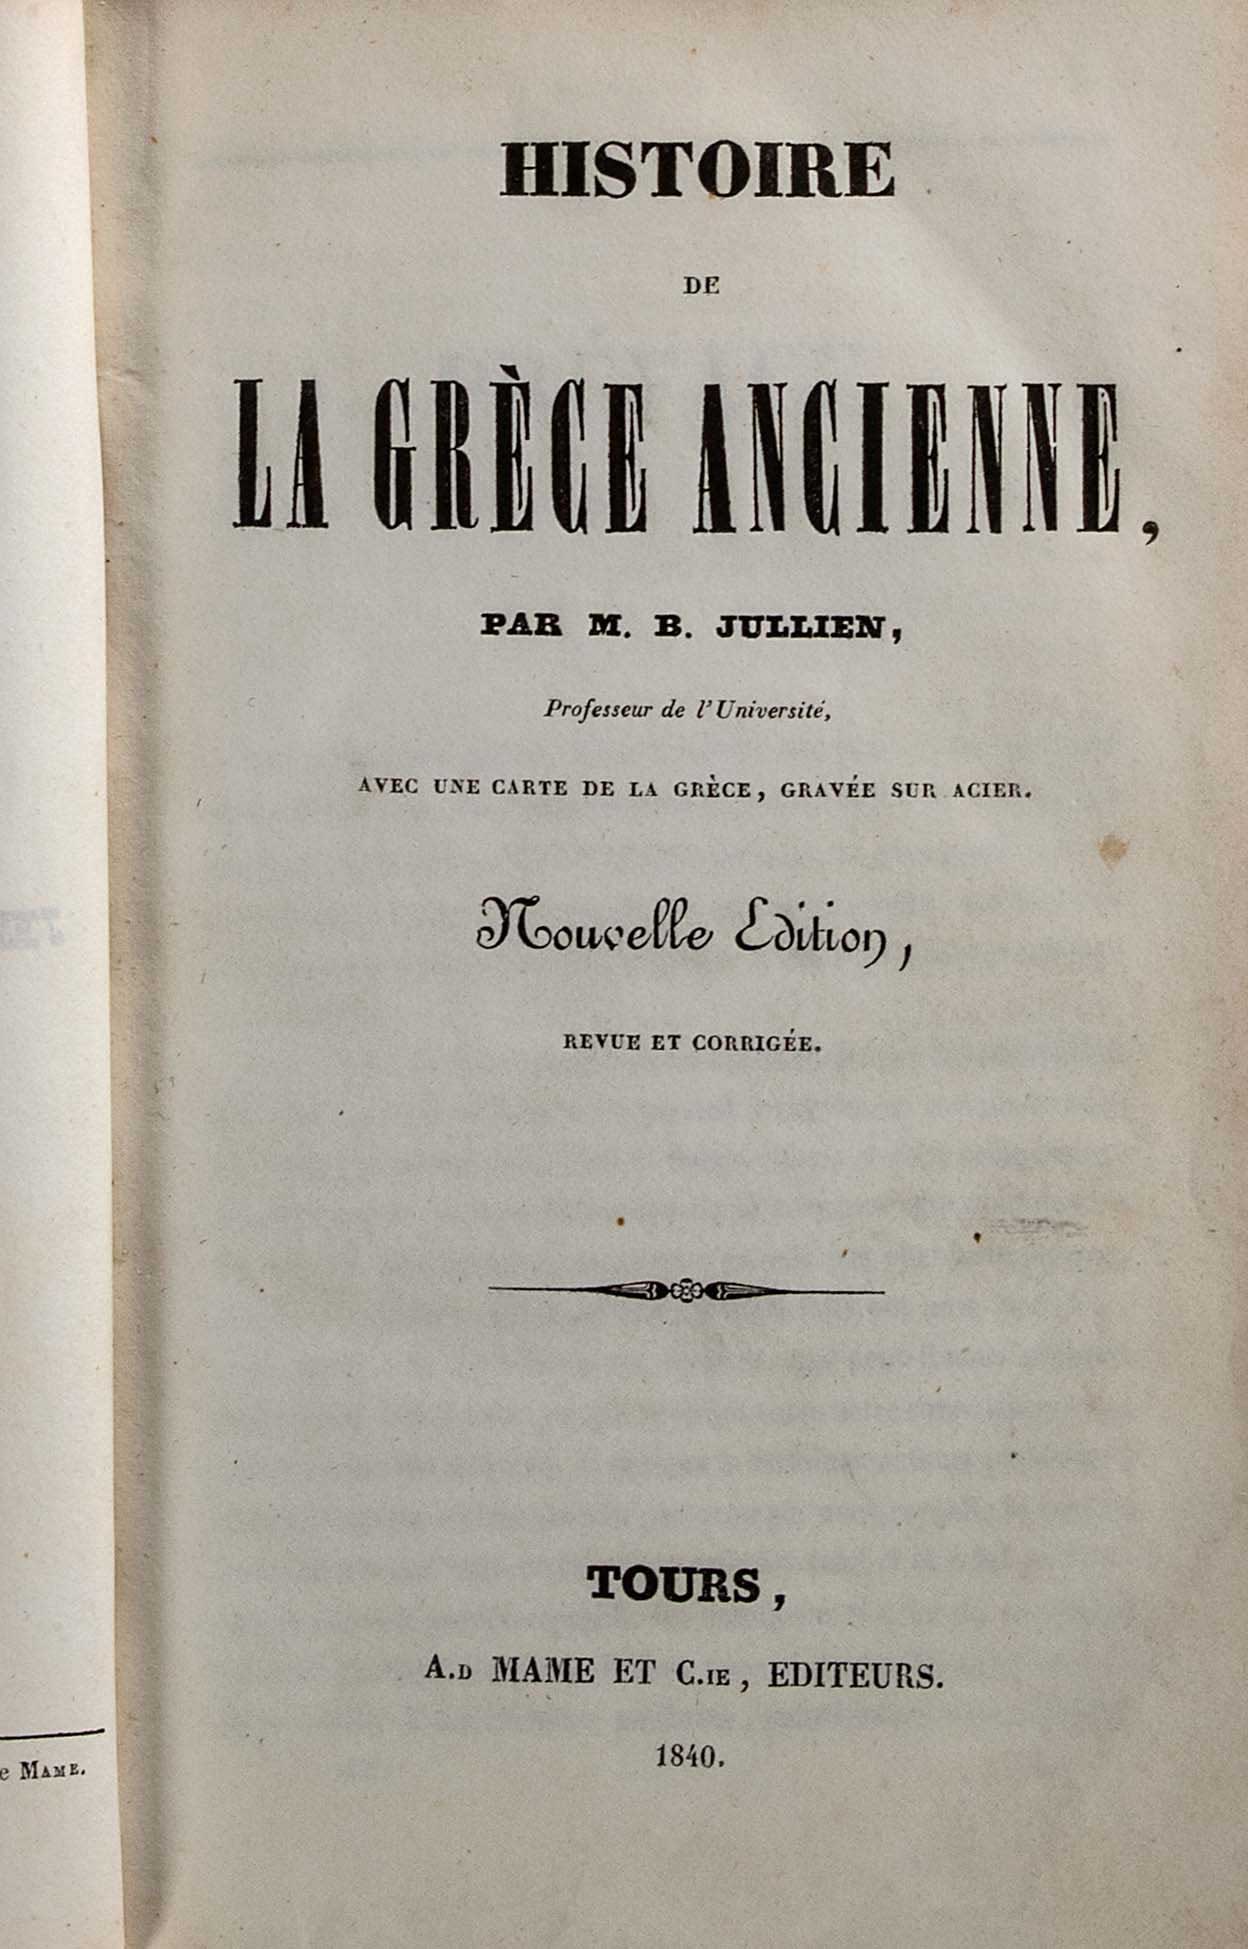 HISTOIRE
DE
LA GRÈCE ANCIENNE,
PAR M. B. JULLIEN,
Professeur de l'Université,
AVEC UNE CARTE DE LA GRÈCE, GRAVÉE SUR ACIER.
Nouvelle Edition,
REVUE ET CORRIGÉE.
TOURS,
A.D MAME ET C.IE, EDITEURS.
1840.
MAME.